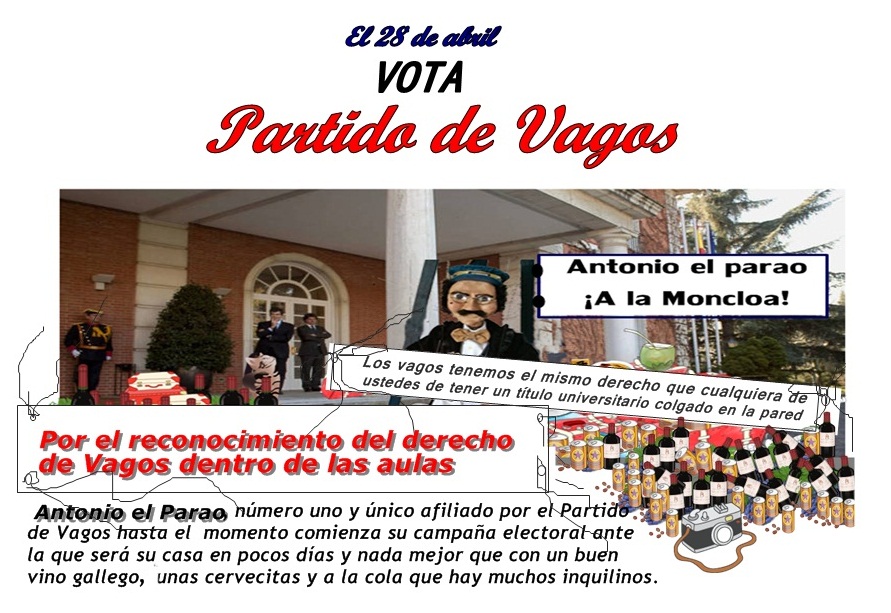 El 28 de abril
VOTA
Partido de Vagos
Antonio el parao
¡A la Moncloa!
Los vagos tenemos el mismo derecho que cualquiera de
ustedes de tener un título universitario colgado en la pared
Por el reconocimiento del derecho
de Vagos dentro de las aulas
Antonio el Parao número uno y único afiliado por el Partido
de Vagos hasta el momento comienza su campaña electoral ante
la que será su casa en pocos días y nada mejor que con un buen
vino gallego, unas cervecitas y a la cola que hay muchos inquilinos.